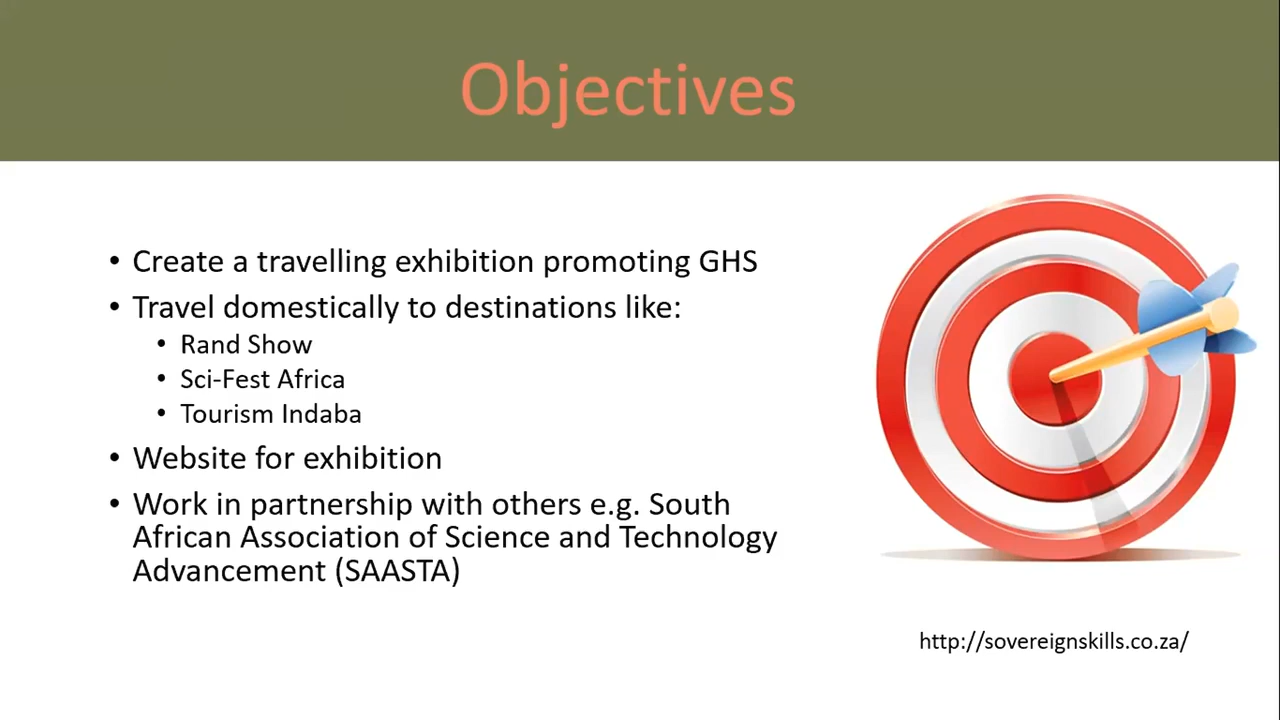 Objectives
• Create a travelling exhibition promoting GHS
• Travel domestically to destinations like:
• Rand Show
• Sci-Fest Africa
• Tourism Indaba
• Website for exhibition
• Work in partnership with others e.g. South
African Association of Science and Technology
Advancement (SAASTA)
http://sovereignskills.co.za/